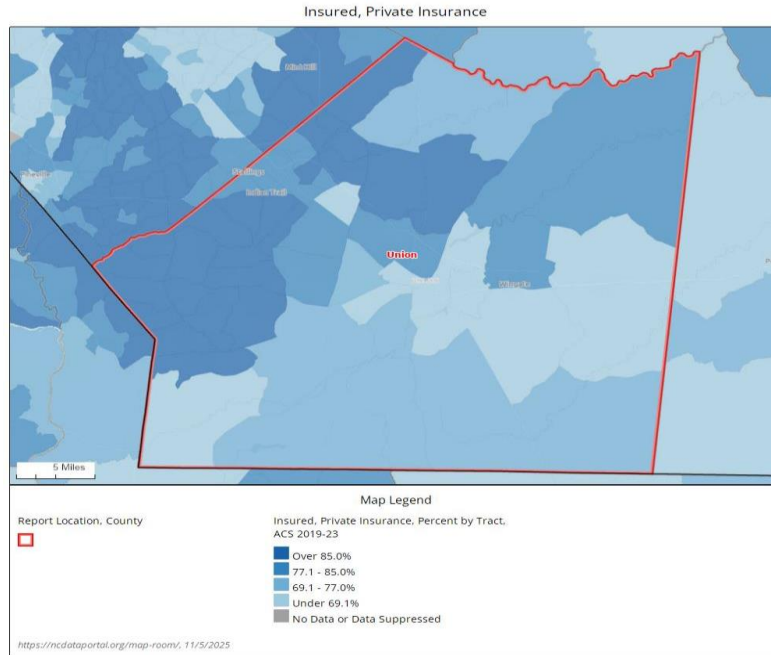 Insured, Private Insurance
Mint Hill
Stallings
Pineville
Indian Trail
Union
Monroe
Wingate
5 Miles
Map Legend
Report Location, County
Insured, Private Insurance, Percent by Tract,
ACS 2019-23
Over 85.0%
77.1 - 85.0%
69.1 - 77.0%
Under 69.1%
No Data or Data Suppressed
https://ncdataportal.org/map-room/, 11/5/2025